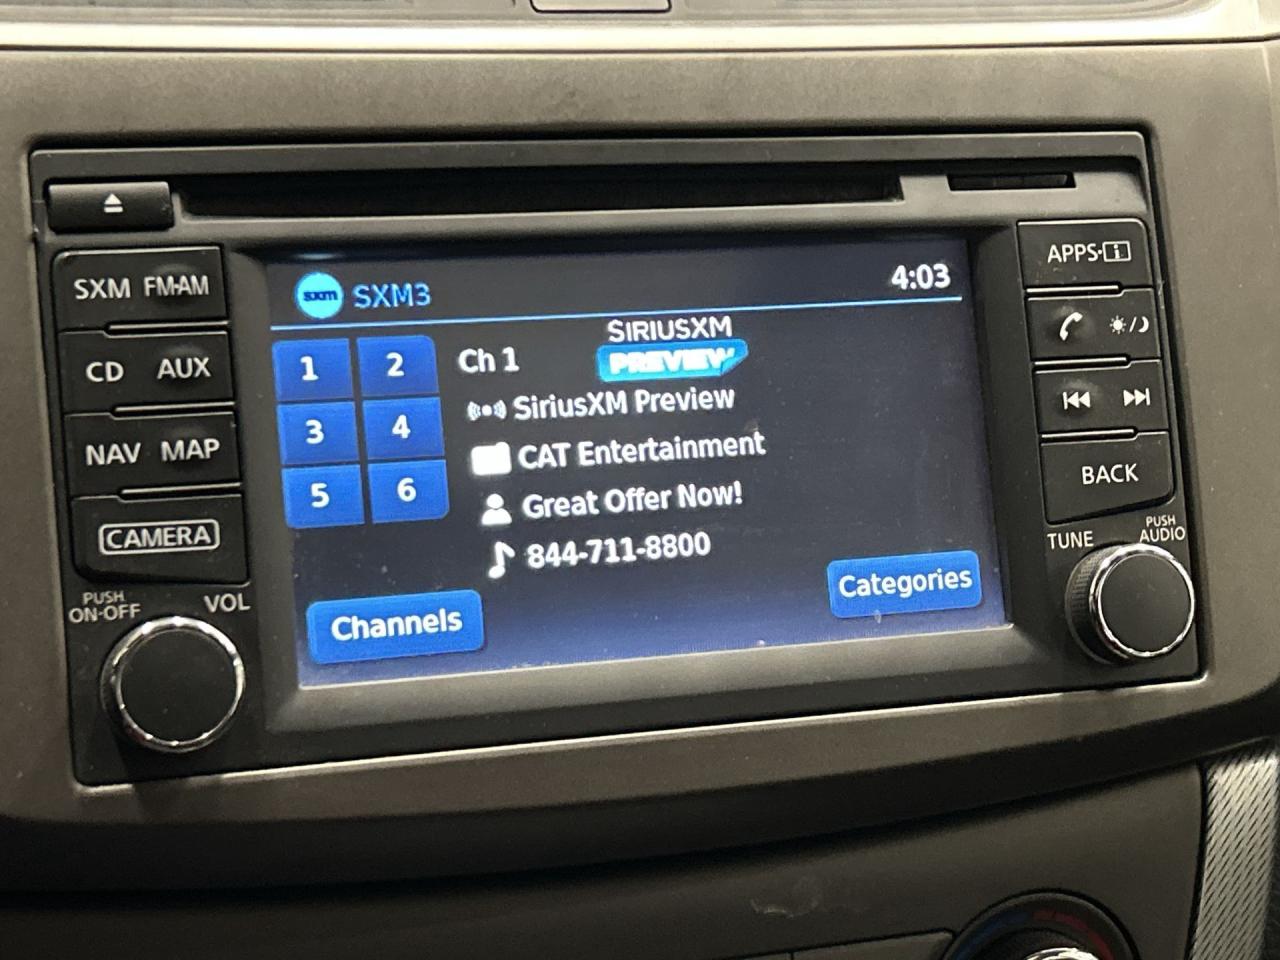 SXM FM·AM
CD AUX
NAV MAP
CAMERA
PUSH ON-OFF
VOL
sxm SXM3
4:03
1 2
3 4
5 6
Ch 1
SIRIUSXM
PREVIEW
SiriusXM Preview
CAT Entertainment
Great Offer Now!
844-711-8800
Channels
Categories
APPS·i
BACK
TUNE
PUSH AUDIO